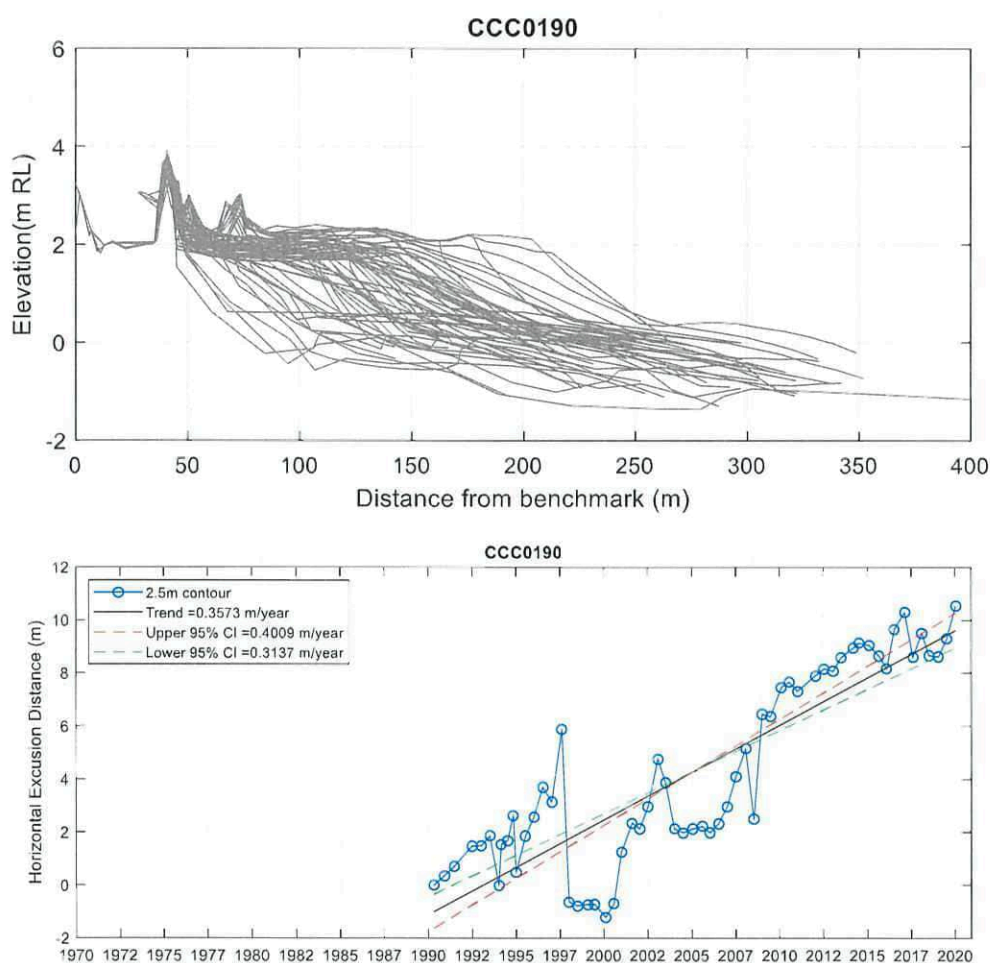 CCC0190
6
4
2
0
-2
Elevation(m RL)
0 50 100 150 200 250 300 350 400
Distance from benchmark (m)
CCC0190
12
10
8
6
4
2
0
-2
Horizontal Excusion Distance (m)
2.5m contour
Trend =0.3573 m/year
Upper 95% CI =0.4009 m/year
Lower 95% CI =0.3137 m/year
1970 1972 1975 1977 1980 1982 1985 1987 1990 1992 1995 1997 2000 2002 2005 2007 2010 2012 2015 2017 2020